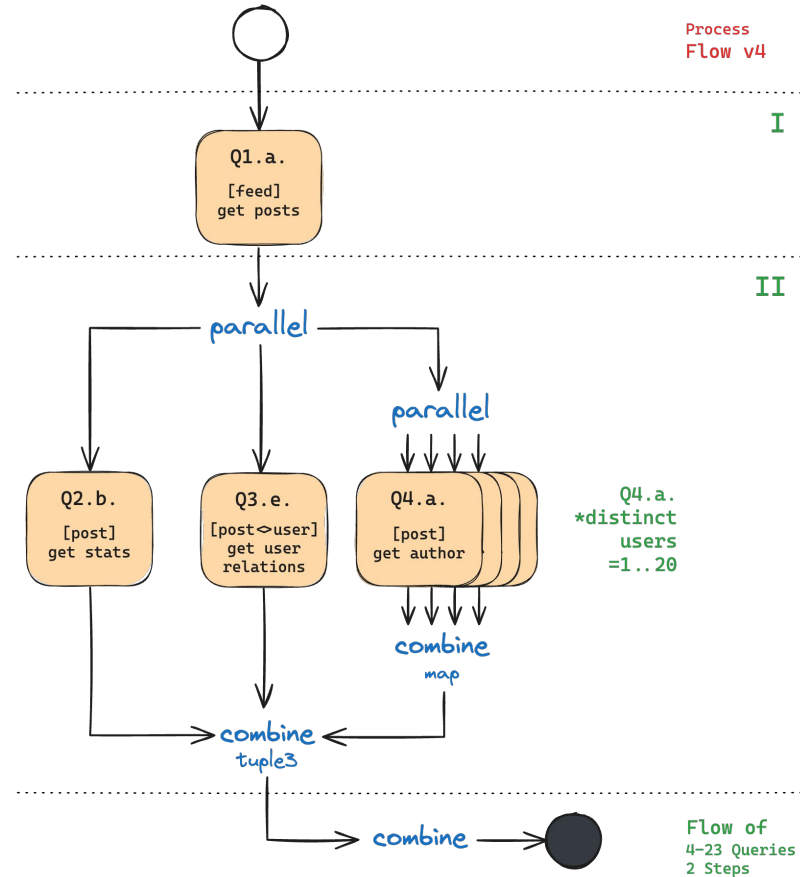 Process
Flow v4
I
Q1.a.
[feed]
get posts
II
parallel
parallel
Q2.b.
[post]
get stats
Q3.e.
[post<>user]
get user
relations
Q4.a.
[post]
get author
Q4.a.
*distinct
users
=1..20
combine
map
combine
tuple3
combine
Flow of
4-23 Queries
2 Steps